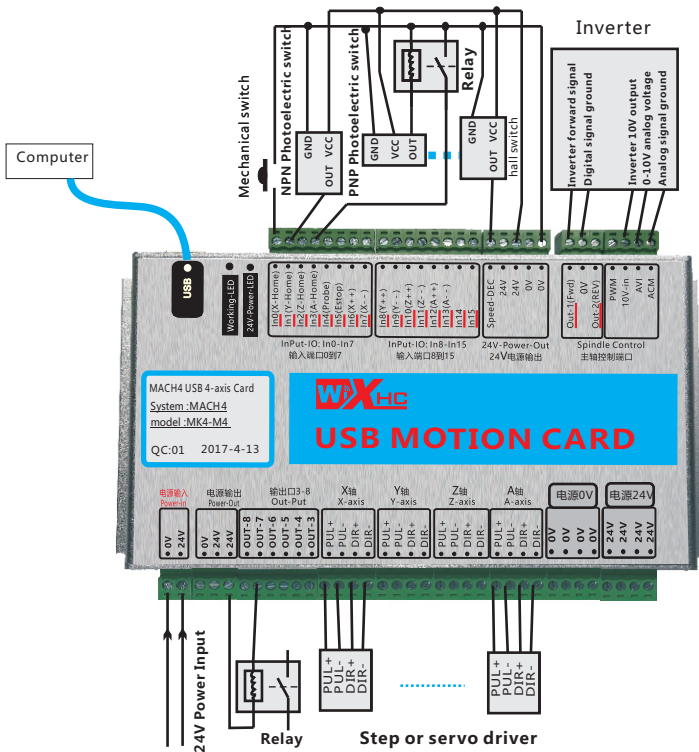 Inverter
Mechanical switch
NPN Photoelectric switch
PNP Photoelectric switch
Relay
GND
VCC
OUT
GND
VCC
OUT
GND
VCC
OUT
hall switch
Inverter forward signal
Digital signal ground
Inverter 10V output
0-10V analog voltage
Analog signal ground
Computer
USB
Working-LED
24V-Power-LED
In0(X-Home)
In1(Y-Home)
In2(Z-Home)
In3(A-Home)
In4(Probe)
In5(Estop)
In6(X++)
In7(X--)
InPut-IO: In0-In7
输入端口0到7
In8(Y++)
In9(Y--)
In10(Z++)
In11(Z--)
In12(A++)
In13(A--)
In14
In15
InPut-IO: In8-In15
输入端口8到15
Speed-DEC
24V
24V
0V
0V
24V-Power-Out
24V电源输出
Out-1(Fwd)
0V
Out-2(REV)
PWM
10V-in
AVI
ACM
Spindle Control
主轴控制端口
MACH4 USB 4-axis Card
System :MACH4
model :MK4-M4
QC:01 2017-4-13
WiXHC
USB MOTION CARD
电源输入
Power-in
0V
24V
电源输出
Power-Out
0V
24V
24V
输出口3-8
Out-Put
OUT-8
OUT-7
OUT-6
OUT-5
OUT-4
OUT-3
X轴
X-axis
PUL+
PUL-
DIR+
DIR-
Y轴
Y-axis
PUL+
PUL-
DIR+
DIR-
Z轴
Z-axis
PUL+
PUL-
DIR+
DIR-
A轴
A-axis
PUL+
PUL-
DIR+
DIR-
电源0V
0V
0V
0V
0V
电源24V
24V
24V
24V
24V
24V Power Input
Relay
PUL+
PUL-
DIR+
DIR-
PUL+
PUL-
DIR+
DIR-
Step or servo driver